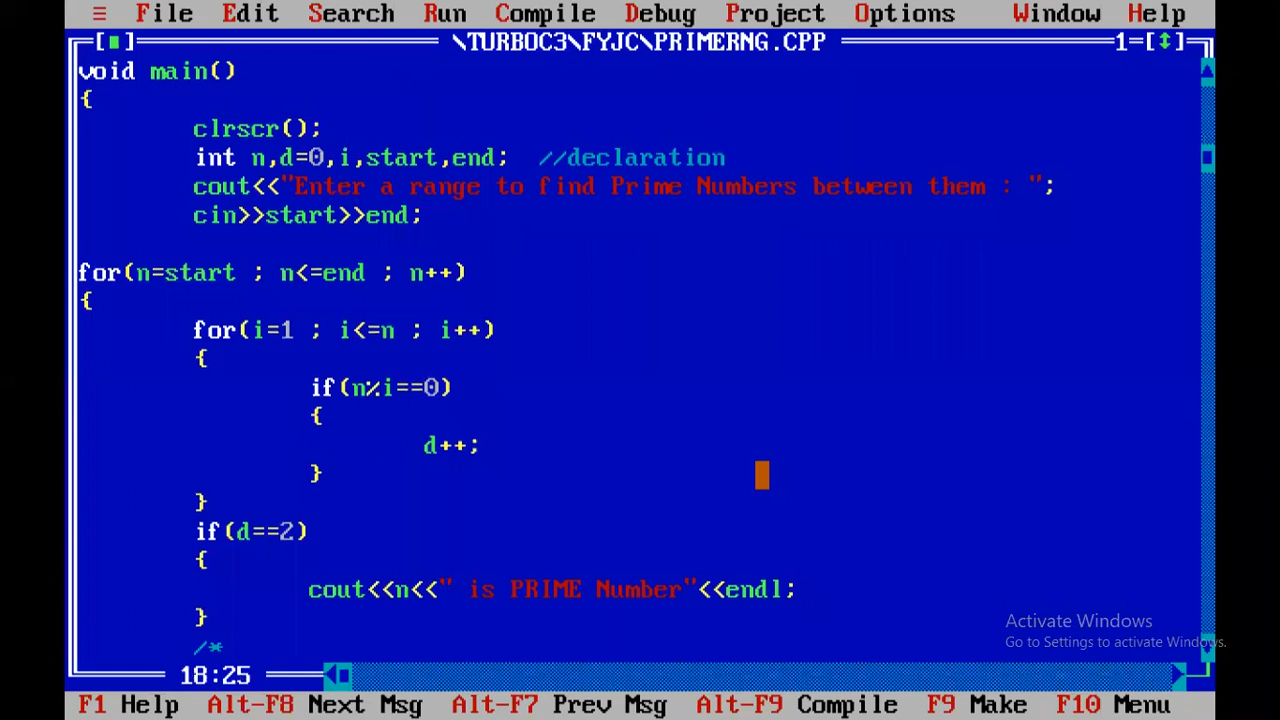 ≡ File Edit Search Run Compile Debug Project Options Window Help
[■] \TURBOC3\FYJC\PRIMERNG.CPP 1=[↕]
void main()
{
clrscr();
int n,d=0,i,start,end; //declaration
cout<<"Enter a range to find Prime Numbers between them : ";
cin>>start>>end;
for(n=start ; n<=end ; n++)
{
for(i=1 ; i<=n ; i++)
{
if(n%i==0)
{
d++;
}
}
if(d==2)
{
cout<<n<<" is PRIME Number"<<endl;
}
/*
Activate Windows
Go to Settings to activate Windows.
18:25
F1 Help Alt-F8 Next Msg Alt-F7 Prev Msg Alt-F9 Compile F9 Make F10 Menu